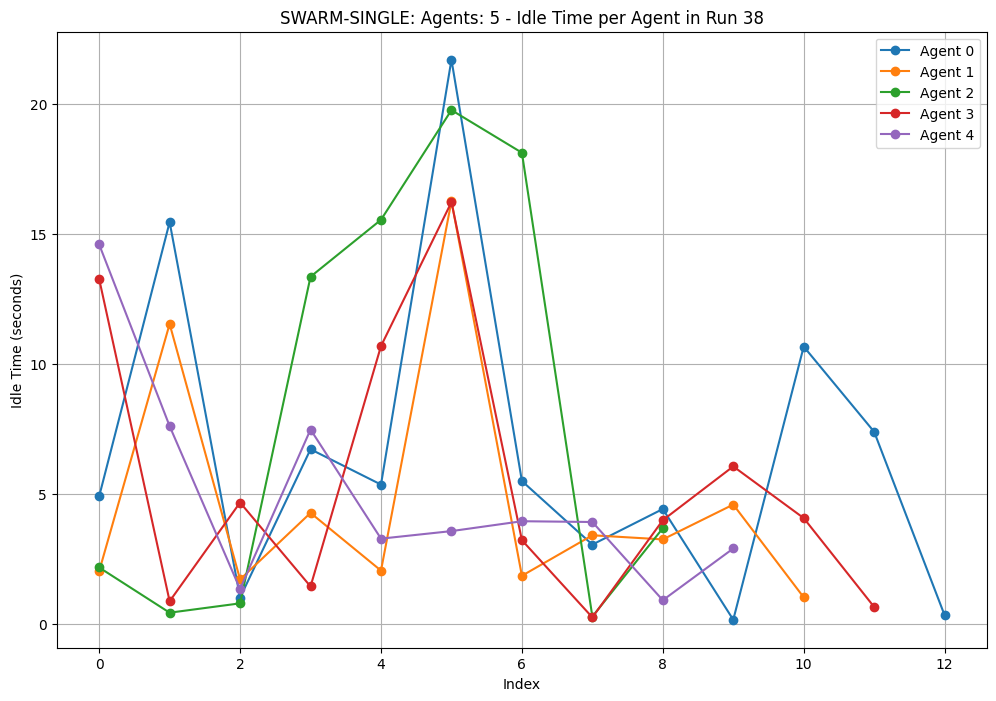 SWARM-SINGLE: Agents: 5 - Idle Time per Agent in Run 38
Agent 0
Agent 1
Agent 2
Agent 3
Agent 4
Idle Time (seconds)
20
15
10
5
0
0 2 4 6 8 10 12
Index